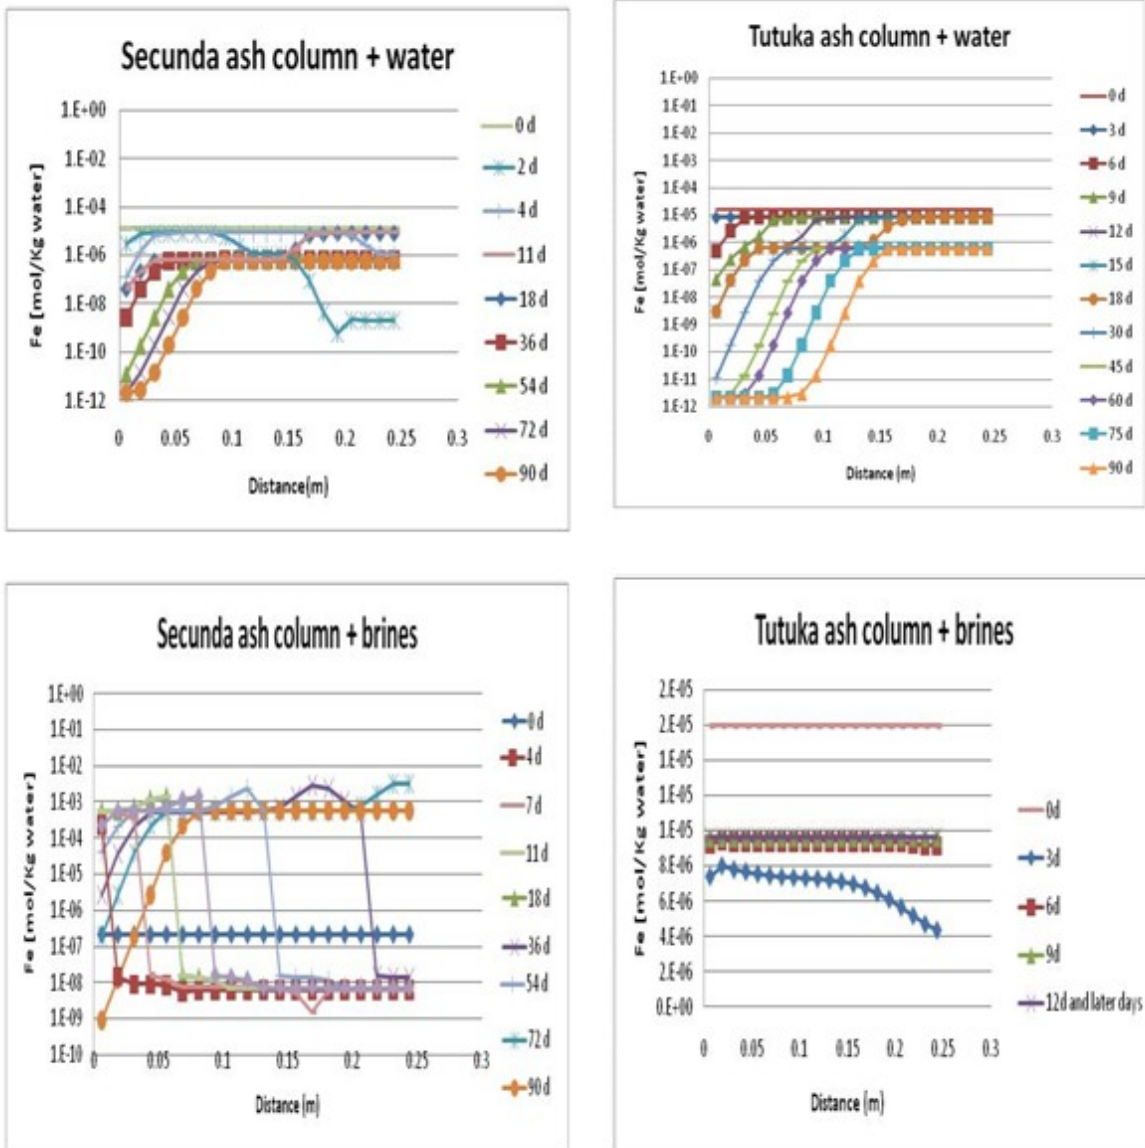 Secunda ash column + water
Fe [mol/Kg water]
1.E+00
1.E-02
1.E-04
1.E-06
1.E-08
1.E-10
1.E-12
0 0.05 0.1 0.15 0.2 0.25 0.3
Distance(m)
0 d
2 d
4 d
11 d
18 d
36 d
54 d
72 d
90 d
Tutuka ash column + water
Fe [mol/Kg water]
1.E+00
1.E-01
1.E-02
1.E-03
1.E-04
1.E-05
1.E-06
1.E-07
1.E-08
1.E-09
1.E-10
1.E-11
1.E-12
0 0.05 0.1 0.15 0.2 0.25 0.3
Distance (m)
0 d
3 d
6 d
9 d
12 d
15 d
18 d
30 d
45 d
60 d
75 d
90 d
Secunda ash column + brines
Fe [mol/Kg water]
1.E+00
1.E-01
1.E-02
1.E-03
1.E-04
1.E-05
1.E-06
1.E-07
1.E-08
1.E-09
1.E-10
0 0.05 0.1 0.15 0.2 0.25 0.3
Distance (m)
0 d
4 d
7 d
11 d
18 d
36 d
54 d
72 d
90 d
Tutuka ash column + brines
Fe [mol/Kg water]
2.E-05
2.E-05
1.E-05
1.E-05
1.E-05
8.E-06
6.E-06
4.E-06
2.E-06
0.E+00
0 0.05 0.1 0.15 0.2 0.25 0.3
Distance (m)
0d
3d
6d
9d
12d and later days